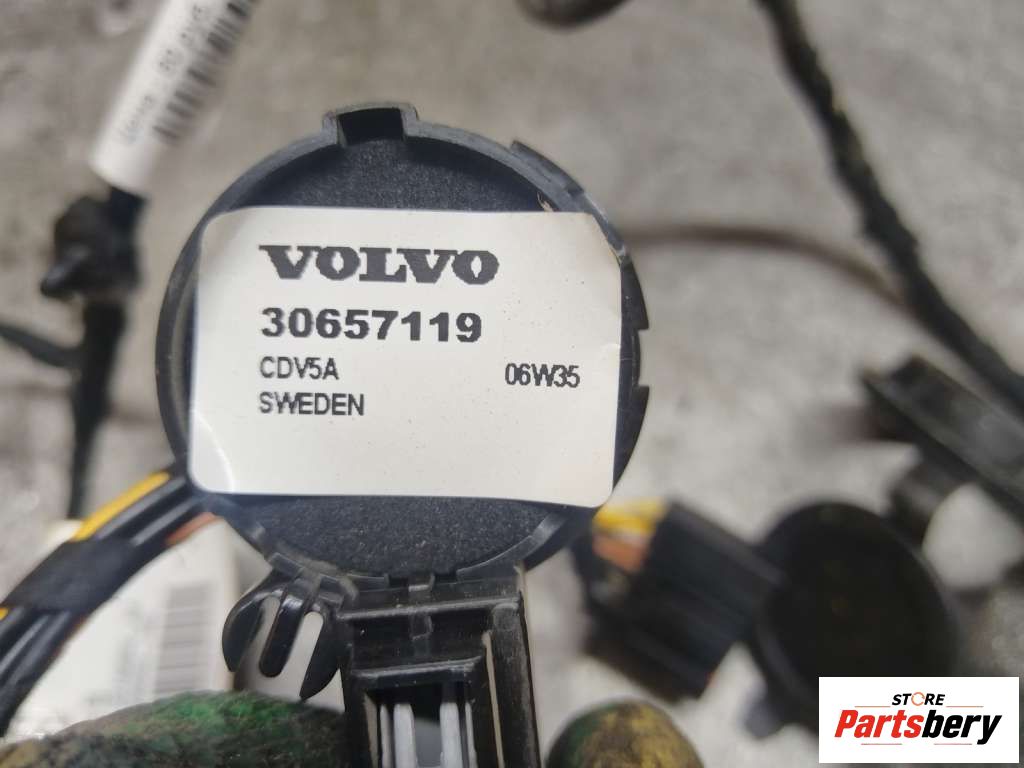 VOLVO
30657119
CDV5A 06W35
SWEDEN
STORE
Partsbery